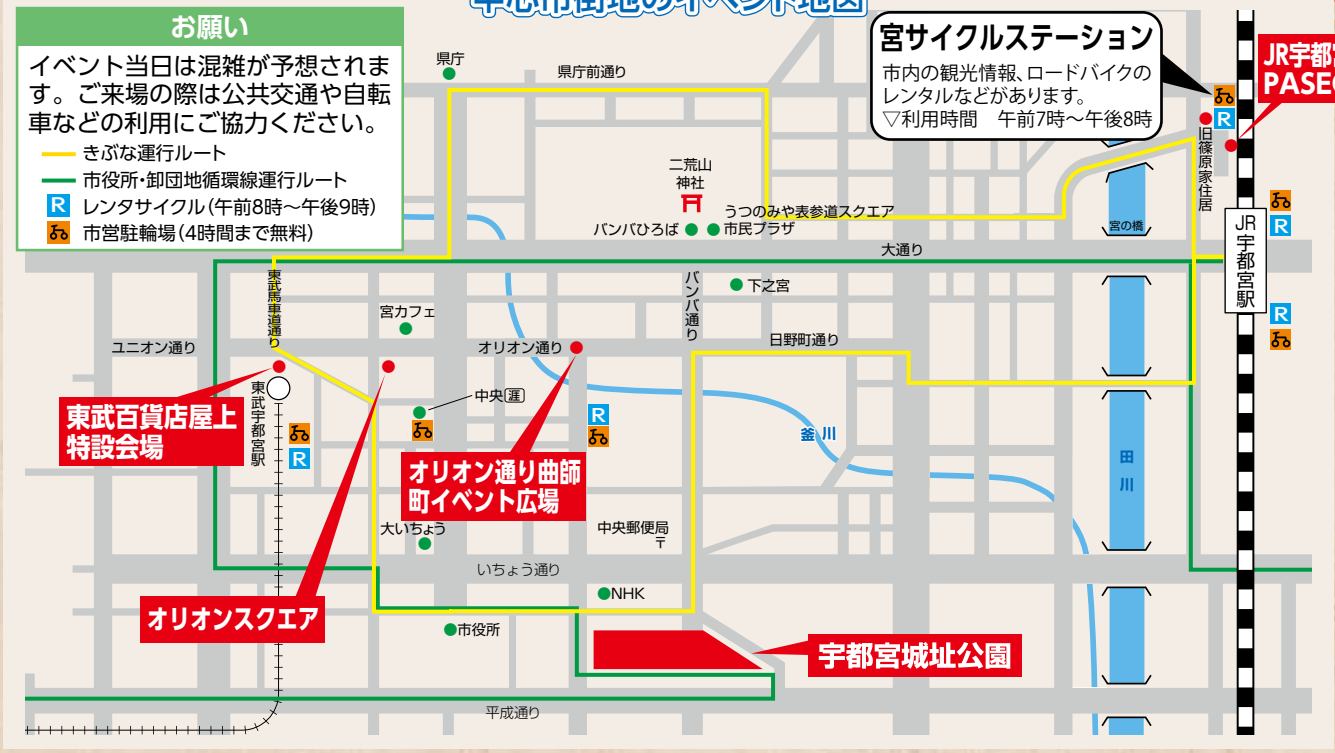 中心市街地のイベント地図
お願い
イベント当日は混雑が予想されま
す。ご来場の際は公共交通や自転
車などの利用にご協力ください。
きぶな運行ルート
市役所・卸団地循環線運行ルート
R レンタサイクル(午前8時〜午後9時)
市営駐輪場(4時間まで無料)
県庁
県庁前通り
宮サイクルステーション
市内の観光情報、ロードバイクの
レンタルなどがあります。
▽利用時間 午前7時〜午後8時
JR宇都
PASEO
R
旧篠原家住居
二荒山
神社
うつのみや表参道スクエア
バンバひろば
市民プラザ
大通り
宮の橋
JR宇都宮駅
R
R
東武馬車道通り
宮カフェ
下之宮
バンバ通り
ユニオン通り
オリオン通り
日野町通り
東武百貨店屋上
特設会場
東武宇都宮駅
R
中央
R
オリオン通り曲師
町イベント広場
釜川
田川
大いちょう
中央郵便局
〒
いちょう通り
NHK
オリオンスクエア
市役所
宇都宮城址公園
平成通り